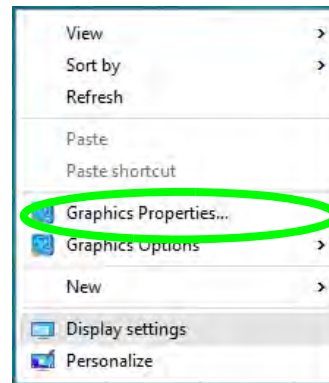 View
Sort by
Refresh
Paste
Paste shortcut
Graphics Properties...
Graphics Options
New
Display settings
Personalize